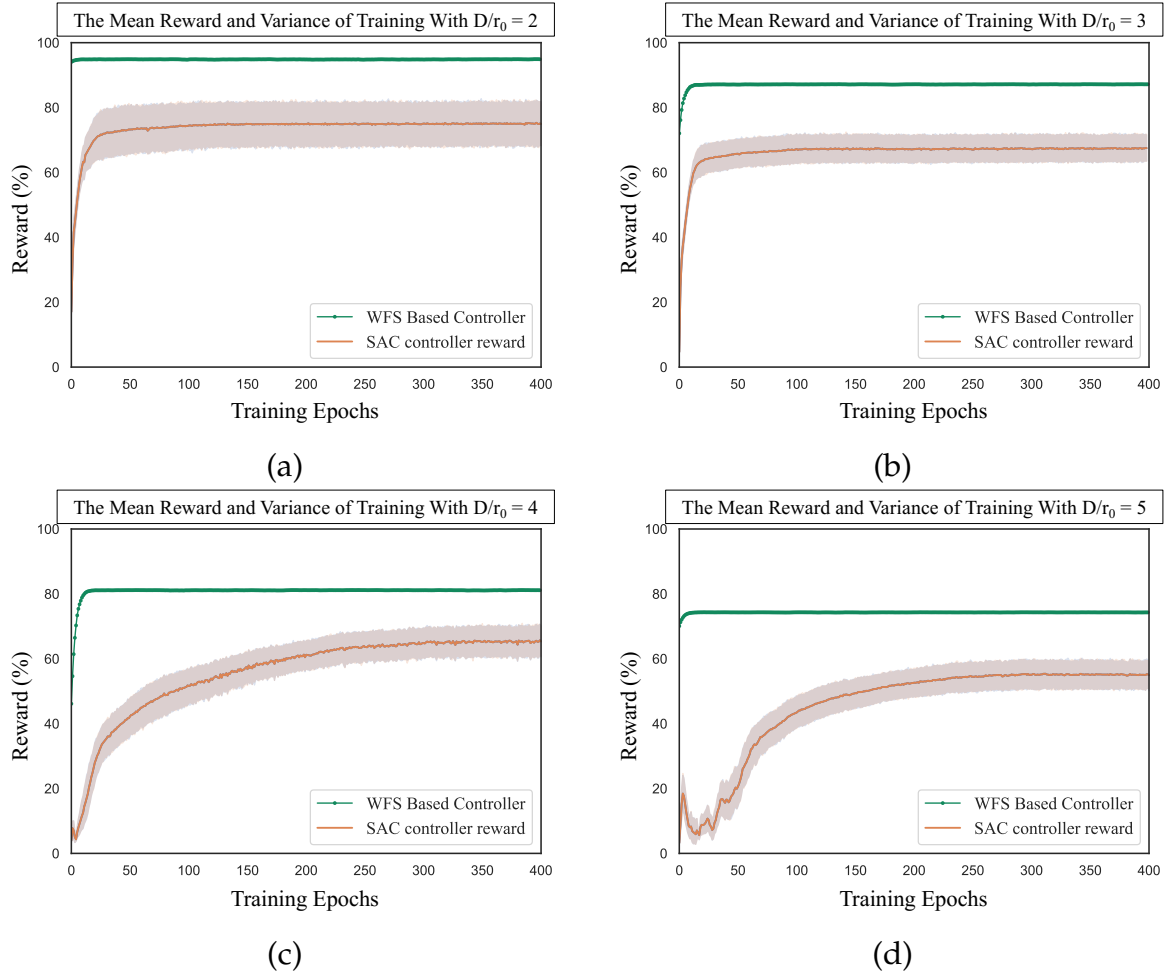 The Mean Reward and Variance of Training With D/r₀ = 2
100
80
60
40
20
0
Reward (%)
WFS Based Controller
SAC controller reward
0 50 100 150 200 250 300 350 400
Training Epochs
(a)
The Mean Reward and Variance of Training With D/r₀ = 3
100
80
60
40
20
0
Reward (%)
WFS Based Controller
SAC controller reward
0 50 100 150 200 250 300 350 400
Training Epochs
(b)
The Mean Reward and Variance of Training With D/r₀ = 4
100
80
60
40
20
0
Reward (%)
WFS Based Controller
SAC controller reward
0 50 100 150 200 250 300 350 400
Training Epochs
(c)
The Mean Reward and Variance of Training With D/r₀ = 5
100
80
60
40
20
0
Reward (%)
WFS Based Controller
SAC controller reward
0 50 100 150 200 250 300 350 400
Training Epochs
(d)